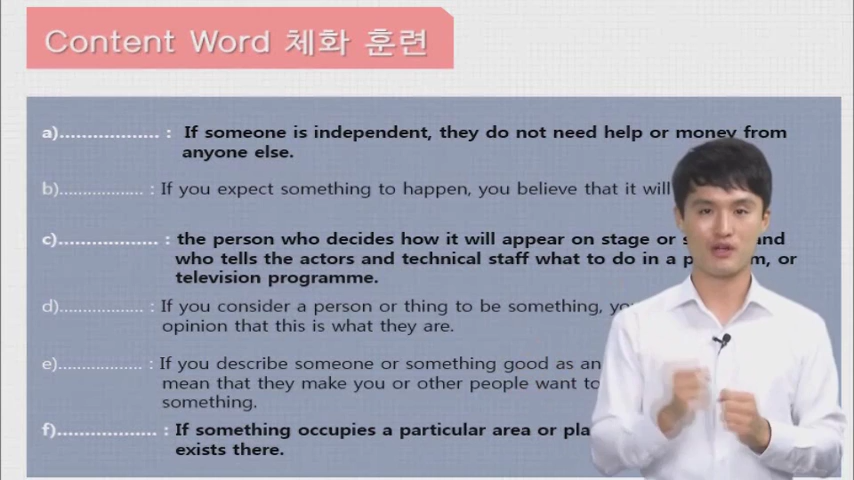 Content Word 체화 훈련
a).................. : If someone is independent, they do not need help or money from
anyone else.
b).................. : If you expect something to happen, you believe that it will
c).................. : the person who decides how it will appear on stage or
who tells the actors and technical staff what to do in a or
television programme.
d).................. : If you consider a person or thing to be something,
opinion that this is what they are.
e).................. : If you describe someone or something good as an
mean that they make you or other people want to
something.
f).................. : If something occupies a particular area or
exists there.